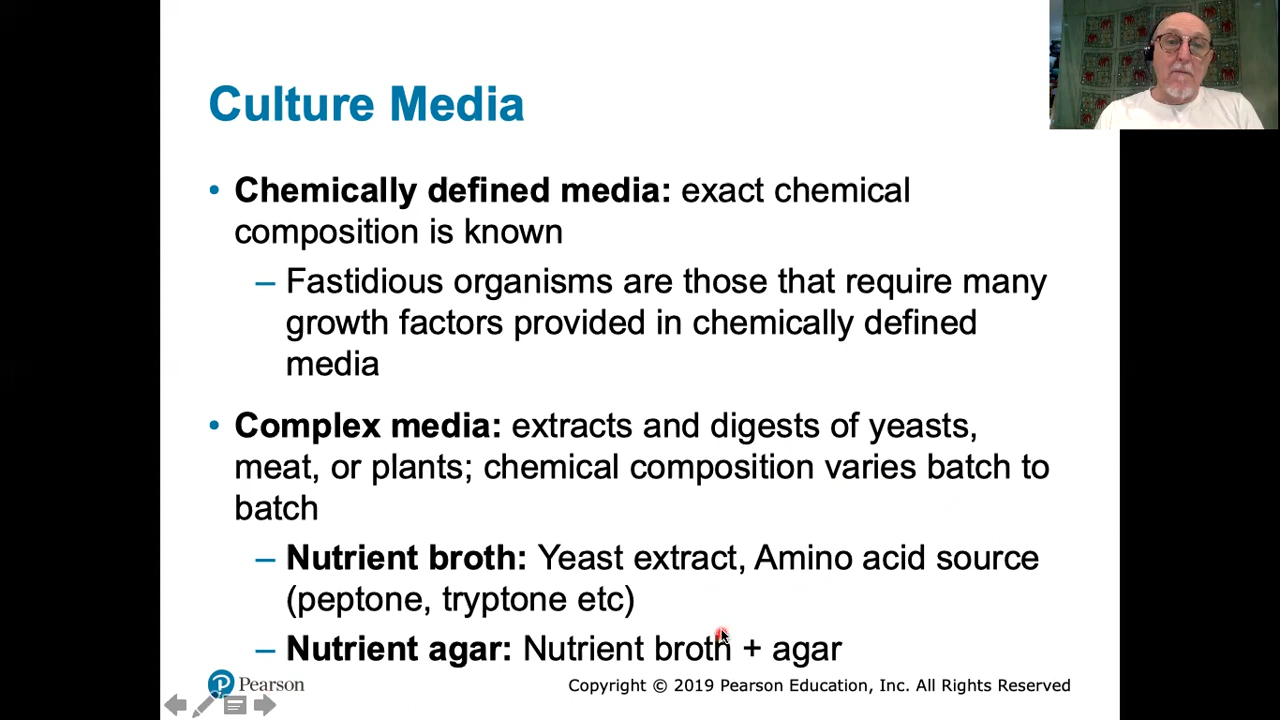 Culture Media
• Chemically defined media: exact chemical
composition is known
– Fastidious organisms are those that require many
growth factors provided in chemically defined
media
• Complex media: extracts and digests of yeasts,
meat, or plants; chemical composition varies batch to
batch
– Nutrient broth: Yeast extract, Amino acid source
(peptone, tryptone etc)
– Nutrient agar: Nutrient broth + agar
P Pearson
Copyright © 2019 Pearson Education, Inc. All Rights Reserved